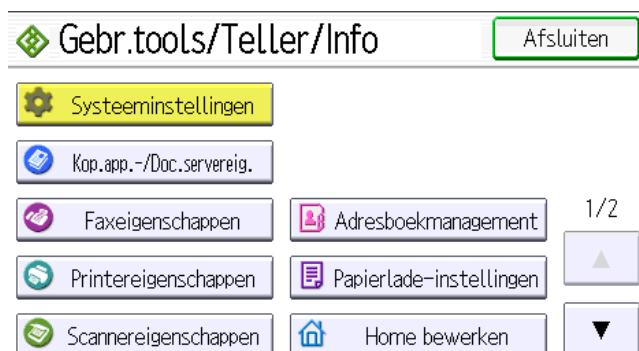 Gebr.tools/Teller/Info
Afsluiten
Systeeminstellingen
Kop.app.-/Doc.servereig.
Faxeigenschappen
Adresboekmanagement
1/2
Printereigenschappen
Papierlade-instellingen
Scannereigenschappen
Home bewerken